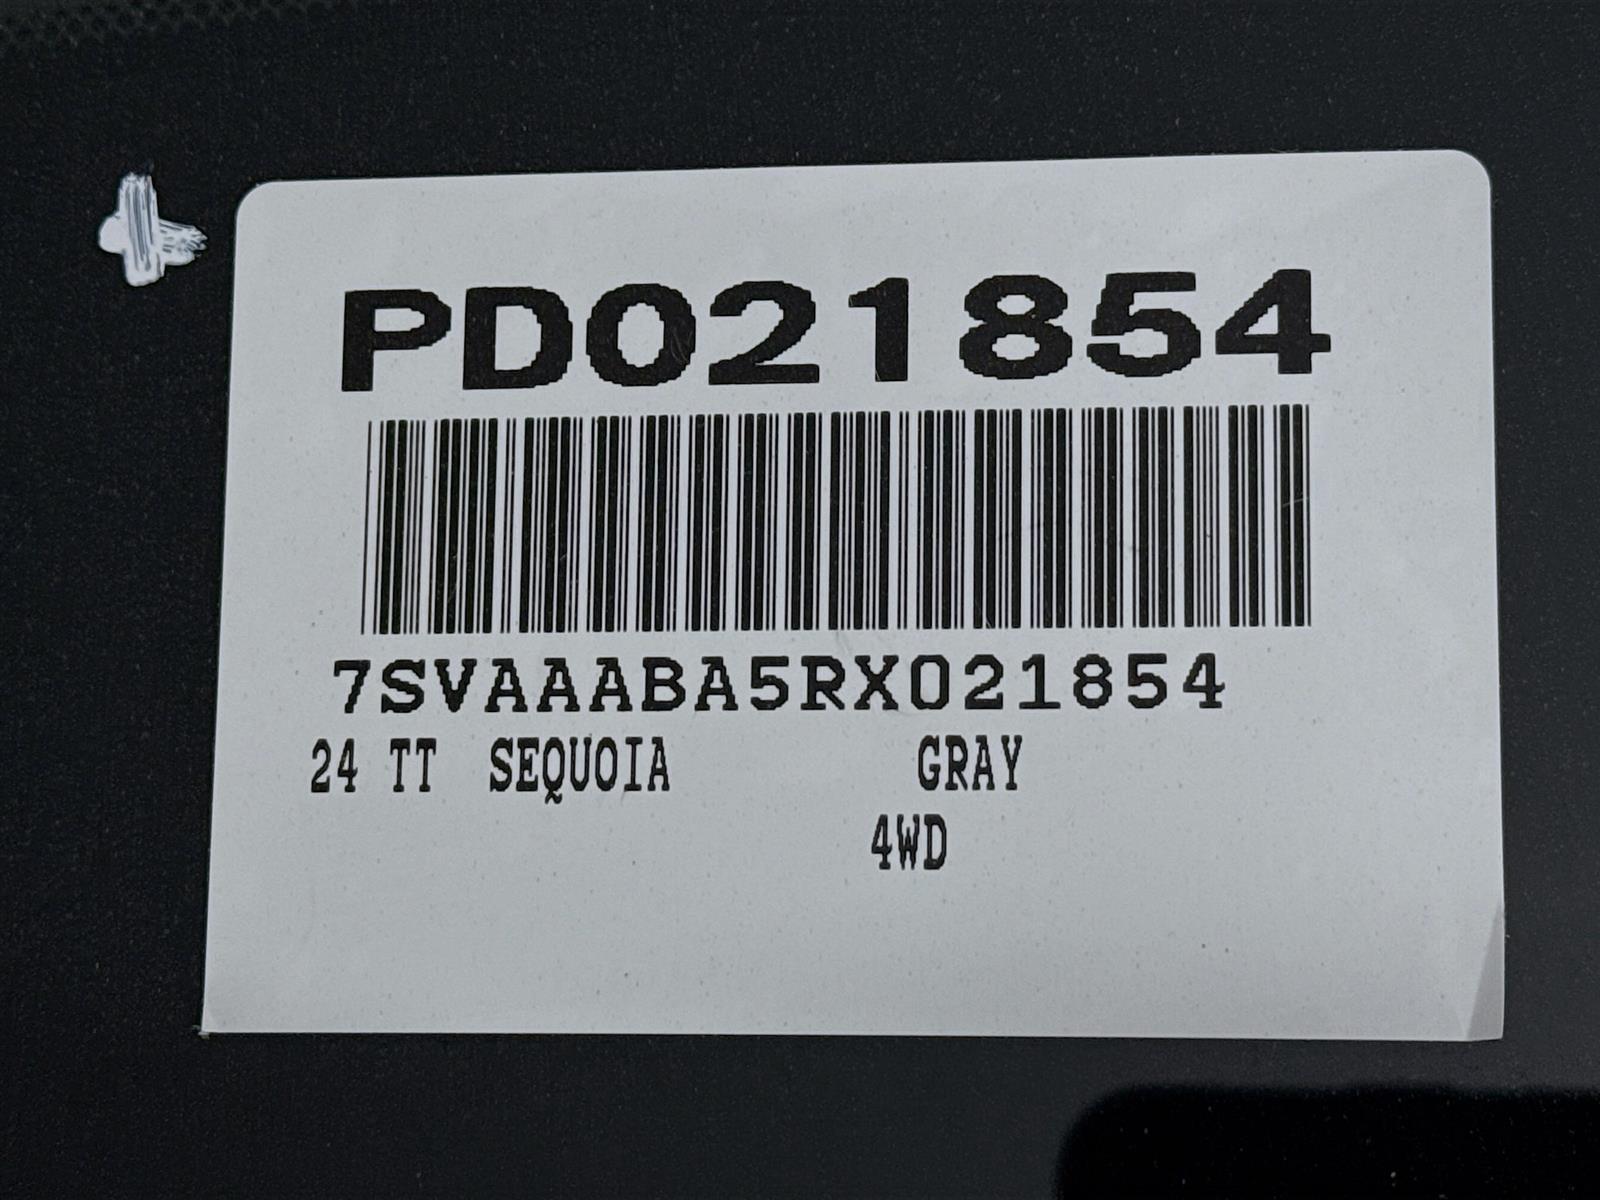 PD021854
7SVAAABA5RX021854
24 TT SEQUOIA GRAY
4WD